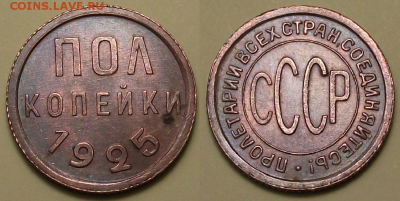 COINS.LAVE.RU
ПОЛ
КОПЕЙКИ
1925
ПРОЛЕТАРИИ ВСЕХ СТРАН, СОЕДИНЯЙТЕСЬ!
СССР